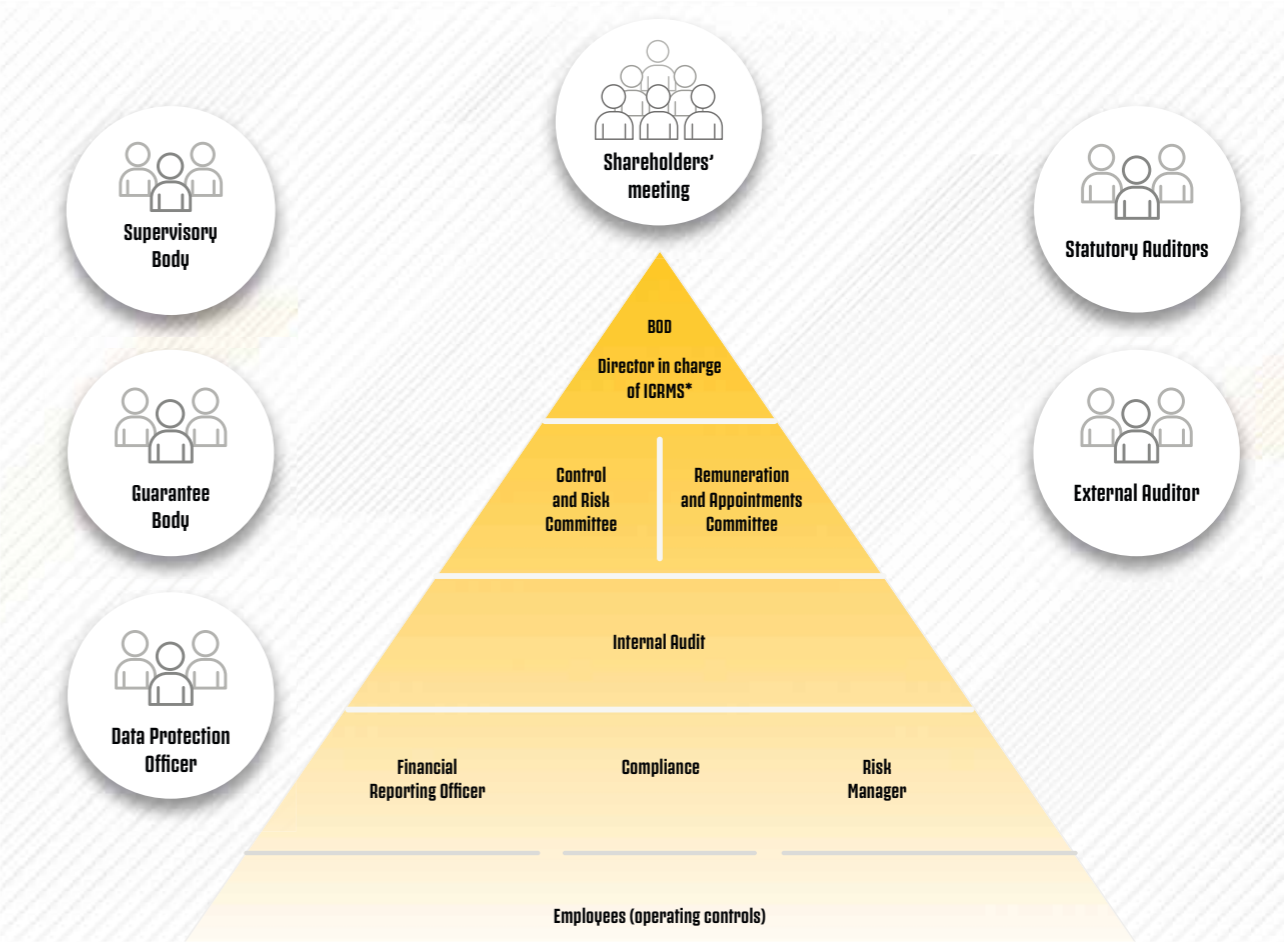 Shareholders'
meeting
Supervisory
Body
Statutory Auditors
Guarantee
Body
External Auditor
Data Protection
Officer
BOD
Director in charge
of ICRMS*
Control
and Risk
Committee
Remuneration
and Appointments
Committee
Internal Audit
Financial
Reporting Officer
Compliance
Risk
Manager
Employees (operating controls)